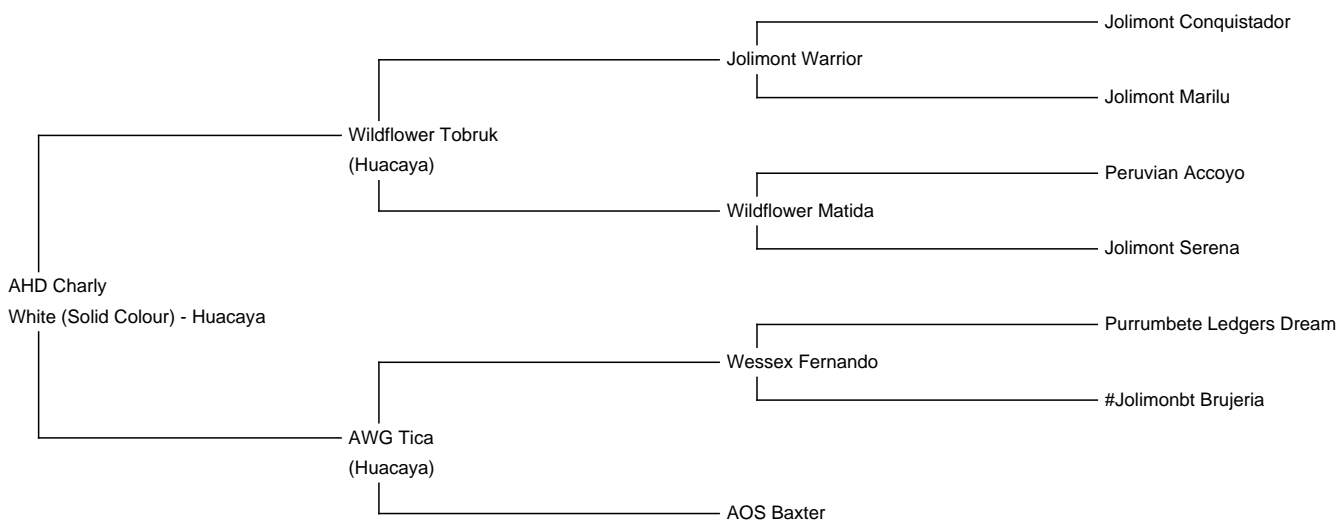 Jolimont Conquistador
Jolimont Warrior
Jolimont Marilu
Wildflower Tobruk
(Huacaya)
Peruvian Accoyo
Wildflower Matida
Jolimont Serena
AHD Charly
White (Solid Colour) - Huacaya
Purrumbete Ledgers Dream
Wessex Fernando
#Jolimonbt Brujeria
AWG Tica
(Huacaya)
AOS Baxter